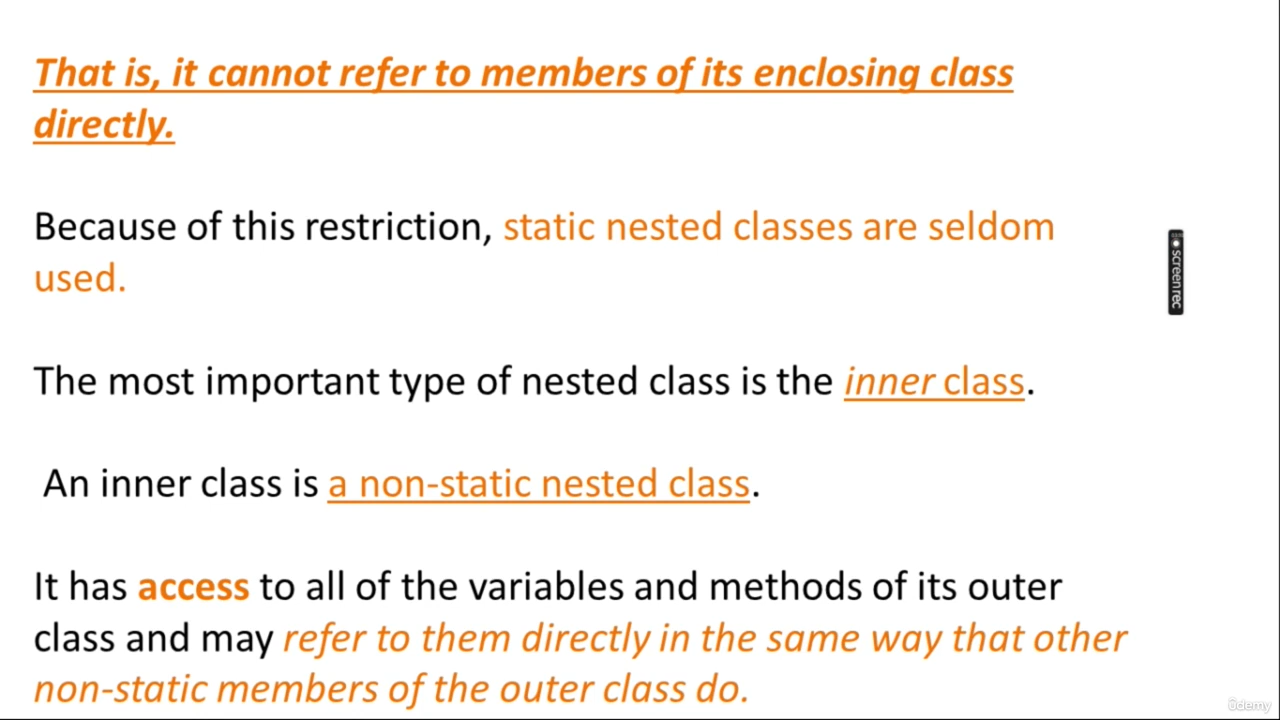 That is, it cannot refer to members of its enclosing class
directly.
Because of this restriction, static nested classes are seldom
used.
The most important type of nested class is the inner class.
An inner class is a non-static nested class.
It has access to all of the variables and methods of its outer
class and may refer to them directly in the same way that other
non-static members of the outer class do.
screenrec
ûdemy